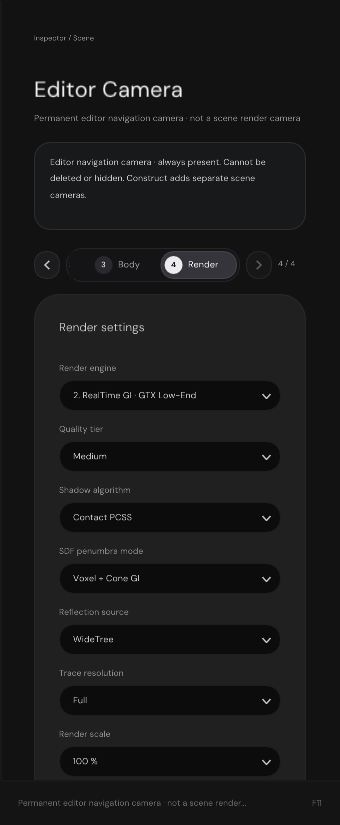 Inspector / Scene
Editor Camera
Permanent editor navigation camera · not a scene render camera
Editor navigation camera · always present. Cannot be
deleted or hidden. Construct adds separate scene
cameras.
3 Body 4 Render 4 / 4
Render settings
Render engine
2. RealTime GI · GTX Low-End
Quality tier
Medium
Shadow algorithm
Contact PCSS
SDF penumbra mode
Voxel + Cone GI
Reflection source
WideTree
Trace resolution
Full
Render scale
100 %
Permanent editor navigation camera · not a scene render... F11